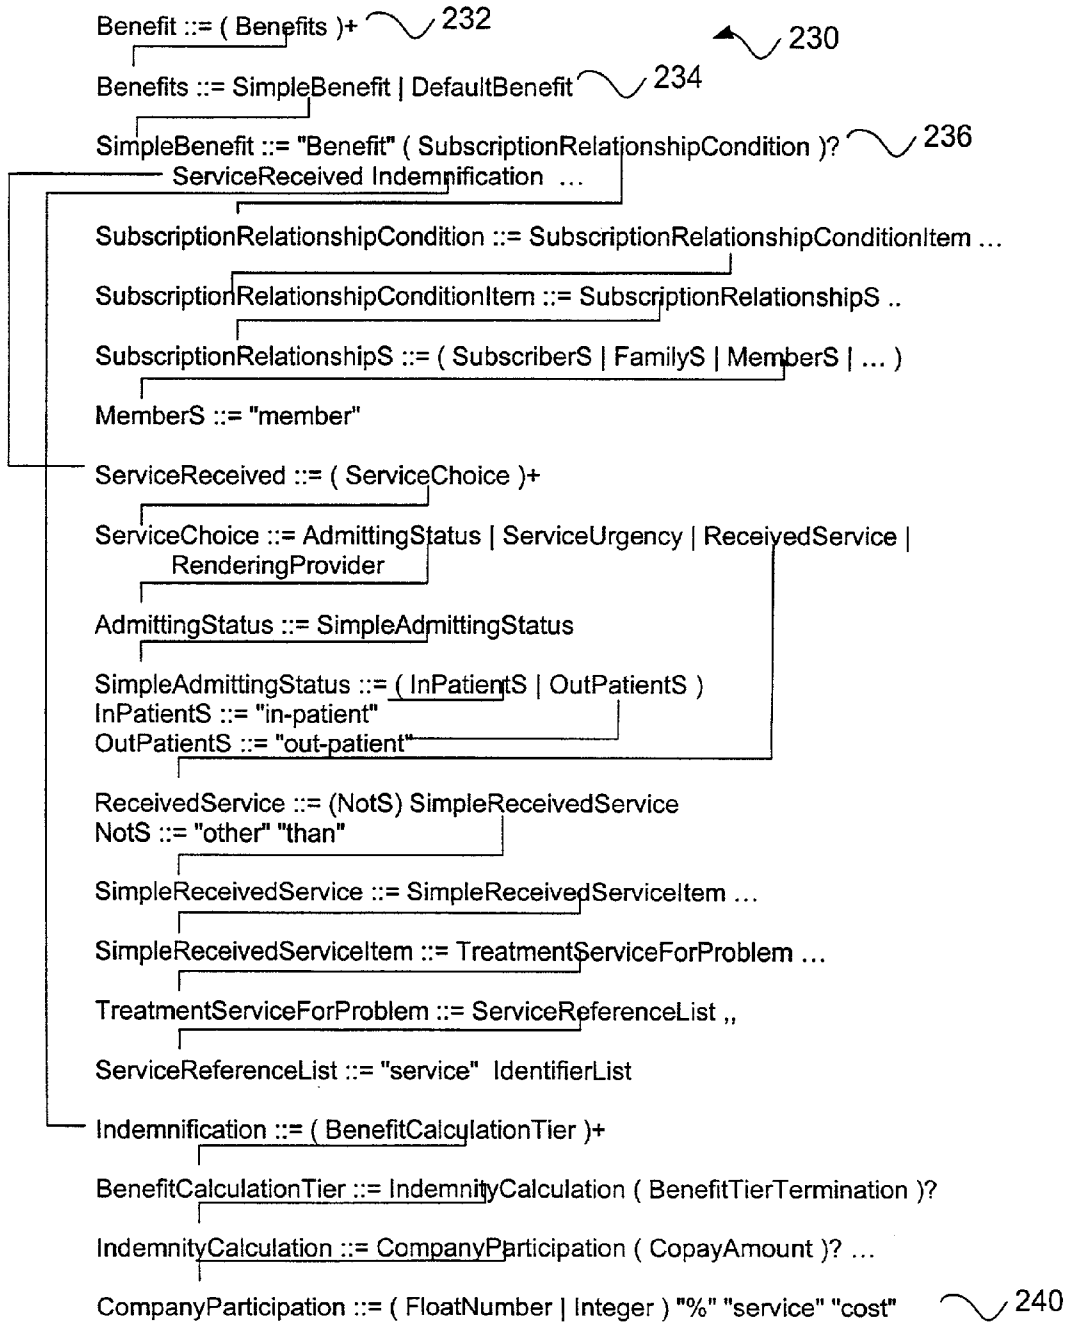 Benefit ::= ( Benefits )+ 232
230
Benefits ::= SimpleBenefit | DefaultBenefit 234
SimpleBenefit ::= "Benefit" ( SubscriptionRelationshipCondition )? 236
ServiceReceived Indemnification ...
SubscriptionRelationshipCondition ::= SubscriptionRelationshipConditionItem ...
SubscriptionRelationshipConditionItem ::= SubscriptionRelationshipS ..
SubscriptionRelationshipS ::= ( SubscriberS | FamilyS | MemberS | ... )
MemberS ::= "member"
ServiceReceived ::= ( ServiceChoice )+
ServiceChoice ::= AdmittingStatus | ServiceUrgency | ReceivedService |
RenderingProvider
AdmittingStatus ::= SimpleAdmittingStatus
SimpleAdmittingStatus ::= ( InPatientS | OutPatientS )
InPatientS ::= "in-patient"
OutPatientS ::= "out-patient"
ReceivedService ::= (NotS) SimpleReceivedService
NotS ::= "other" "than"
SimpleReceivedService ::= SimpleReceivedServiceItem ...
SimpleReceivedServiceItem ::= TreatmentServiceForProblem ...
TreatmentServiceForProblem ::= ServiceReferenceList ,,
ServiceReferenceList ::= "service" IdentifierList
Indemnification ::= ( BenefitCalculationTier )+
BenefitCalculationTier ::= IndemnityCalculation ( BenefitTierTermination )?
IndemnityCalculation ::= CompanyParticipation ( CopayAmount )? ...
CompanyParticipation ::= ( FloatNumber | Integer ) "%" "service" "cost" 240